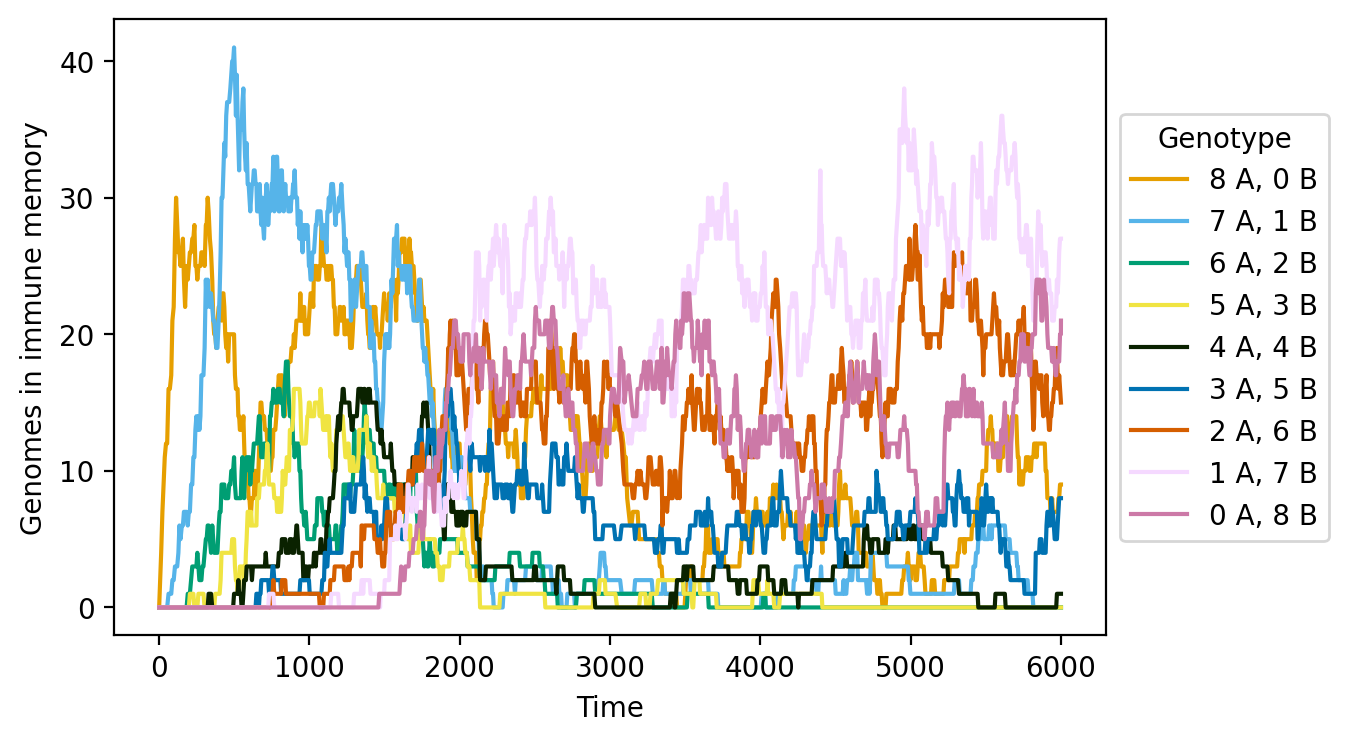 Genomes in immune memory
40
30
20
10
0
0 1000 2000 3000 4000 5000 6000
Time
Genotype
8 A, 0 B
7 A, 1 B
6 A, 2 B
5 A, 3 B
4 A, 4 B
3 A, 5 B
2 A, 6 B
1 A, 7 B
0 A, 8 B